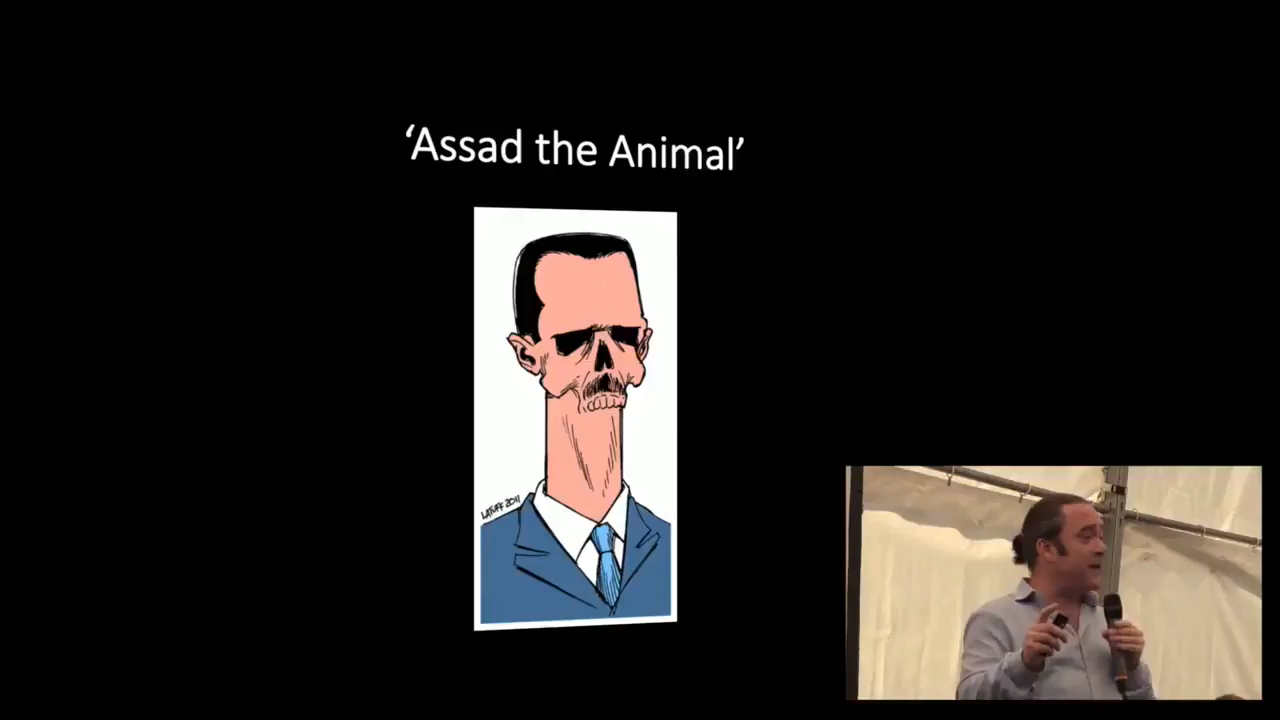 ‘Assad the Animal’
LATUFF 2011